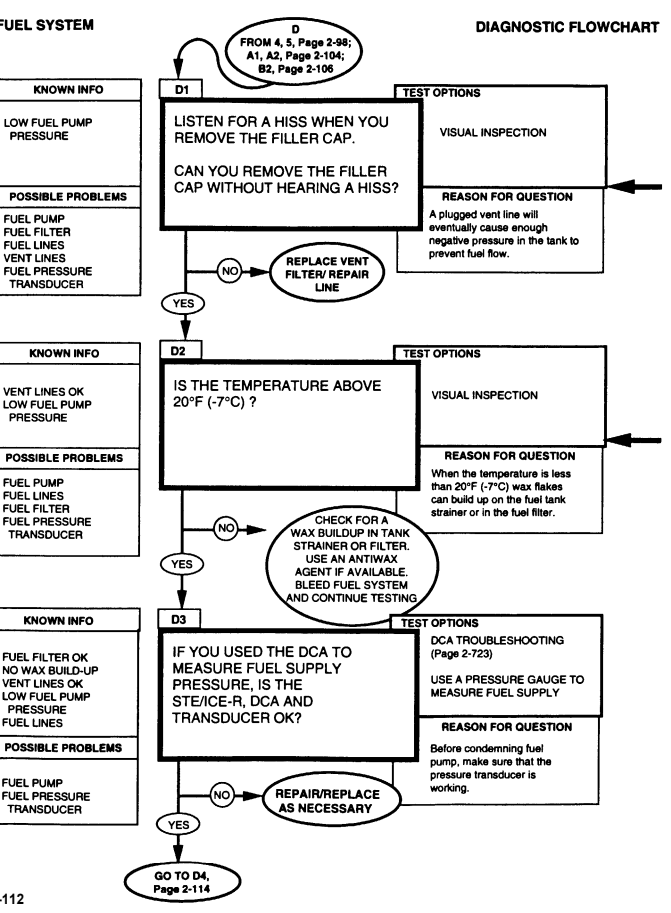 FUEL SYSTEM
DIAGNOSTIC FLOWCHART
D
FROM 4, 5, Page 2-98;
A1, A2, Page 2-104;
B2, Page 2-106
KNOWN INFO
LOW FUEL PUMP
PRESSURE
POSSIBLE PROBLEMS
FUEL PUMP
FUEL FILTER
FUEL LINES
VENT LINES
FUEL PRESSURE
TRANSDUCER
D1
LISTEN FOR A HISS WHEN YOU
REMOVE THE FILLER CAP.
CAN YOU REMOVE THE FILLER
CAP WITHOUT HEARING A HISS?
TEST OPTIONS
VISUAL INSPECTION
REASON FOR QUESTION
A plugged vent line will
eventually cause enough
negative pressure in the tank to
prevent fuel flow.
NO
REPLACE VENT
FILTER/ REPAIR
LINE
YES
KNOWN INFO
VENT LINES OK
LOW FUEL PUMP
PRESSURE
POSSIBLE PROBLEMS
FUEL PUMP
FUEL LINES
FUEL FILTER
FUEL PRESSURE
TRANSDUCER
D2
IS THE TEMPERATURE ABOVE
20°F (-7°C) ?
TEST OPTIONS
VISUAL INSPECTION
REASON FOR QUESTION
When the temperature is less
than 20°F (-7°C) wax flakes
can build up on the fuel tank
strainer or in the fuel filter.
NO
CHECK FOR A
WAX BUILDUP IN TANK
STRAINER OR FILTER.
USE AN ANTIWAX
AGENT IF AVAILABLE.
BLEED FUEL SYSTEM
AND CONTINUE TESTING
YES
KNOWN INFO
FUEL FILTER OK
NO WAX BUILD-UP
VENT LINES OK
LOW FUEL PUMP
PRESSURE
FUEL LINES
POSSIBLE PROBLEMS
FUEL PUMP
FUEL PRESSURE
TRANSDUCER
D3
IF YOU USED THE DCA TO
MEASURE FUEL SUPPLY
PRESSURE, IS THE
STE/ICE-R, DCA AND
TRANSDUCER OK?
TEST OPTIONS
DCA TROUBLESHOOTING
(Page 2-723)
USE A PRESSURE GAUGE TO
MEASURE FUEL SUPPLY
REASON FOR QUESTION
Before condemning fuel
pump, make sure that the
pressure transducer is
working.
NO
REPAIR/REPLACE
AS NECESSARY
YES
GO TO D4,
Page 2-114
-112